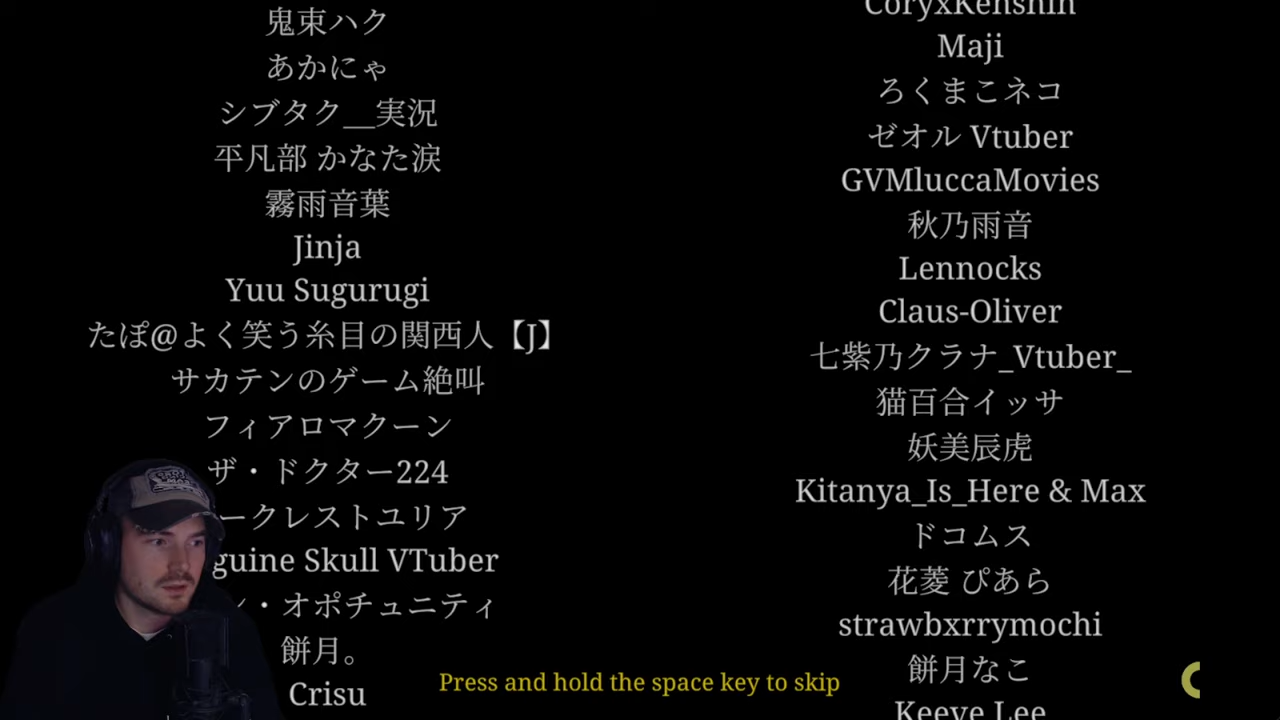 鬼束ハク
あかにゃ
シブタク__実況
平凡部 かなた涙
霧雨音葉
Jinja
Yuu Sugurugi
たぽ@よく笑う糸目の関西人【J】
サカテンのゲーム絶叫
フィアロマクーン
ザ・ドクター224
ークレストユリア
guine Skull VTuber
・オポチュニティ
餅月。
Crisu
CoryxKenshin
Maji
ろくまこネコ
ゼオル Vtuber
GVMluccaMovies
秋乃雨音
Lennocks
Claus-Oliver
七紫乃クラナ_Vtuber_
猫百合イッサ
妖美辰虎
Kitanya_Is_Here & Max
ドコムス
花菱 ぴあら
strawbxrrymochi
餅月なこ
Keeve Lee
Press and hold the space key to skip